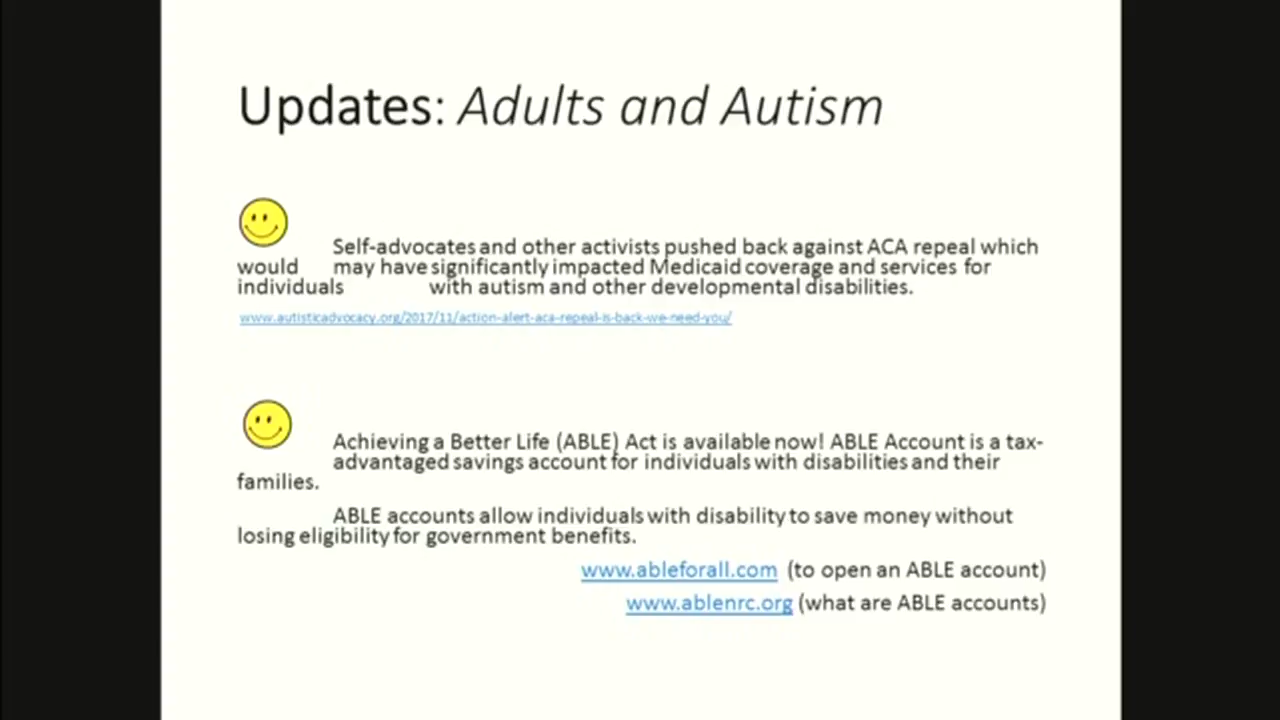 Updates: Adults and Autism
Self-advocates and other activists pushed back against ACA repeal which
would may have significantly impacted Medicaid coverage and services for
individuals with autism and other developmental disabilities.
www.autisticadvocacy.org/2017/11/action-alert-aca-repeal-is-back-we-need-you/
Achieving a Better Life (ABLE) Act is available now! ABLE Account is a tax-
advantaged savings account for individuals with disabilities and their
families.
ABLE accounts allow individuals with disability to save money without
losing eligibility for government benefits.
www.ableforall.com (to open an ABLE account)
www.ablenrc.org (what are ABLE accounts)